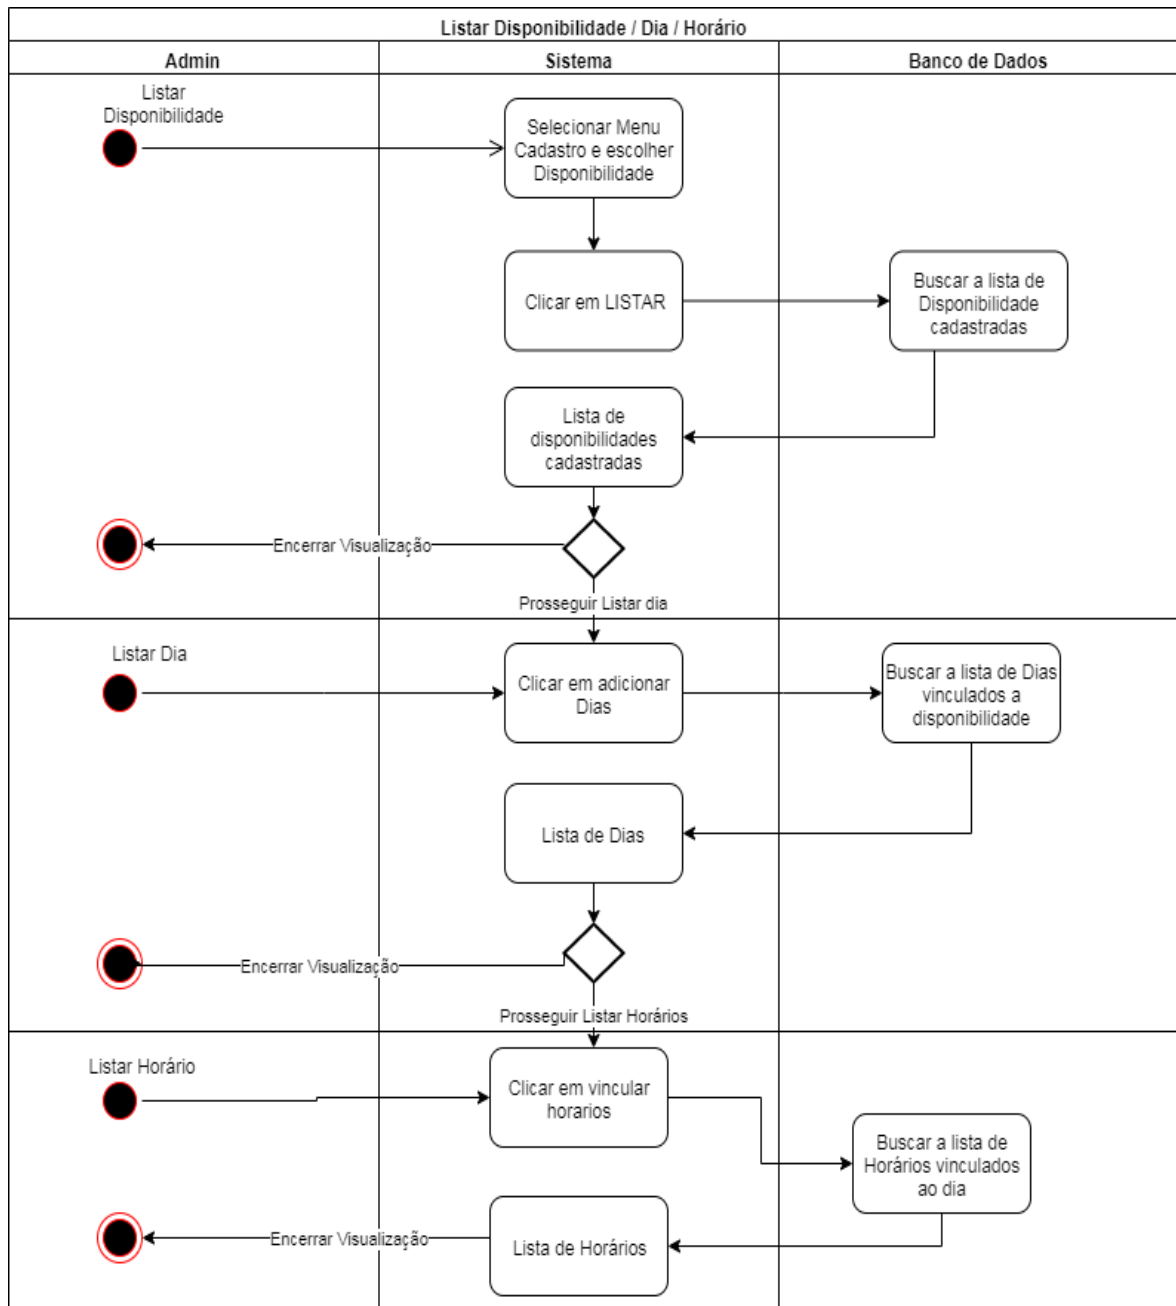 Listar Disponibilidade / Dia / Horário
Admin
Sistema
Banco de Dados
Listar
Disponibilidade
Selecionar Menu
Cadastro e escolher
Disponibilidade
Clicar em LISTAR
Buscar a lista de
Disponibilidade
cadastradas
Lista de
disponibilidades
cadastradas
Encerrar Visualização
Prosseguir Listar dia
Listar Dia
Clicar em adicionar
Dias
Buscar a lista de Dias
vinculados a
disponibilidade
Lista de Dias
Encerrar Visualização
Prosseguir Listar Horários
Listar Horário
Clicar em vincular
horarios
Buscar a lista de
Horários vinculados
ao dia
Encerrar Visualização
Lista de Horários